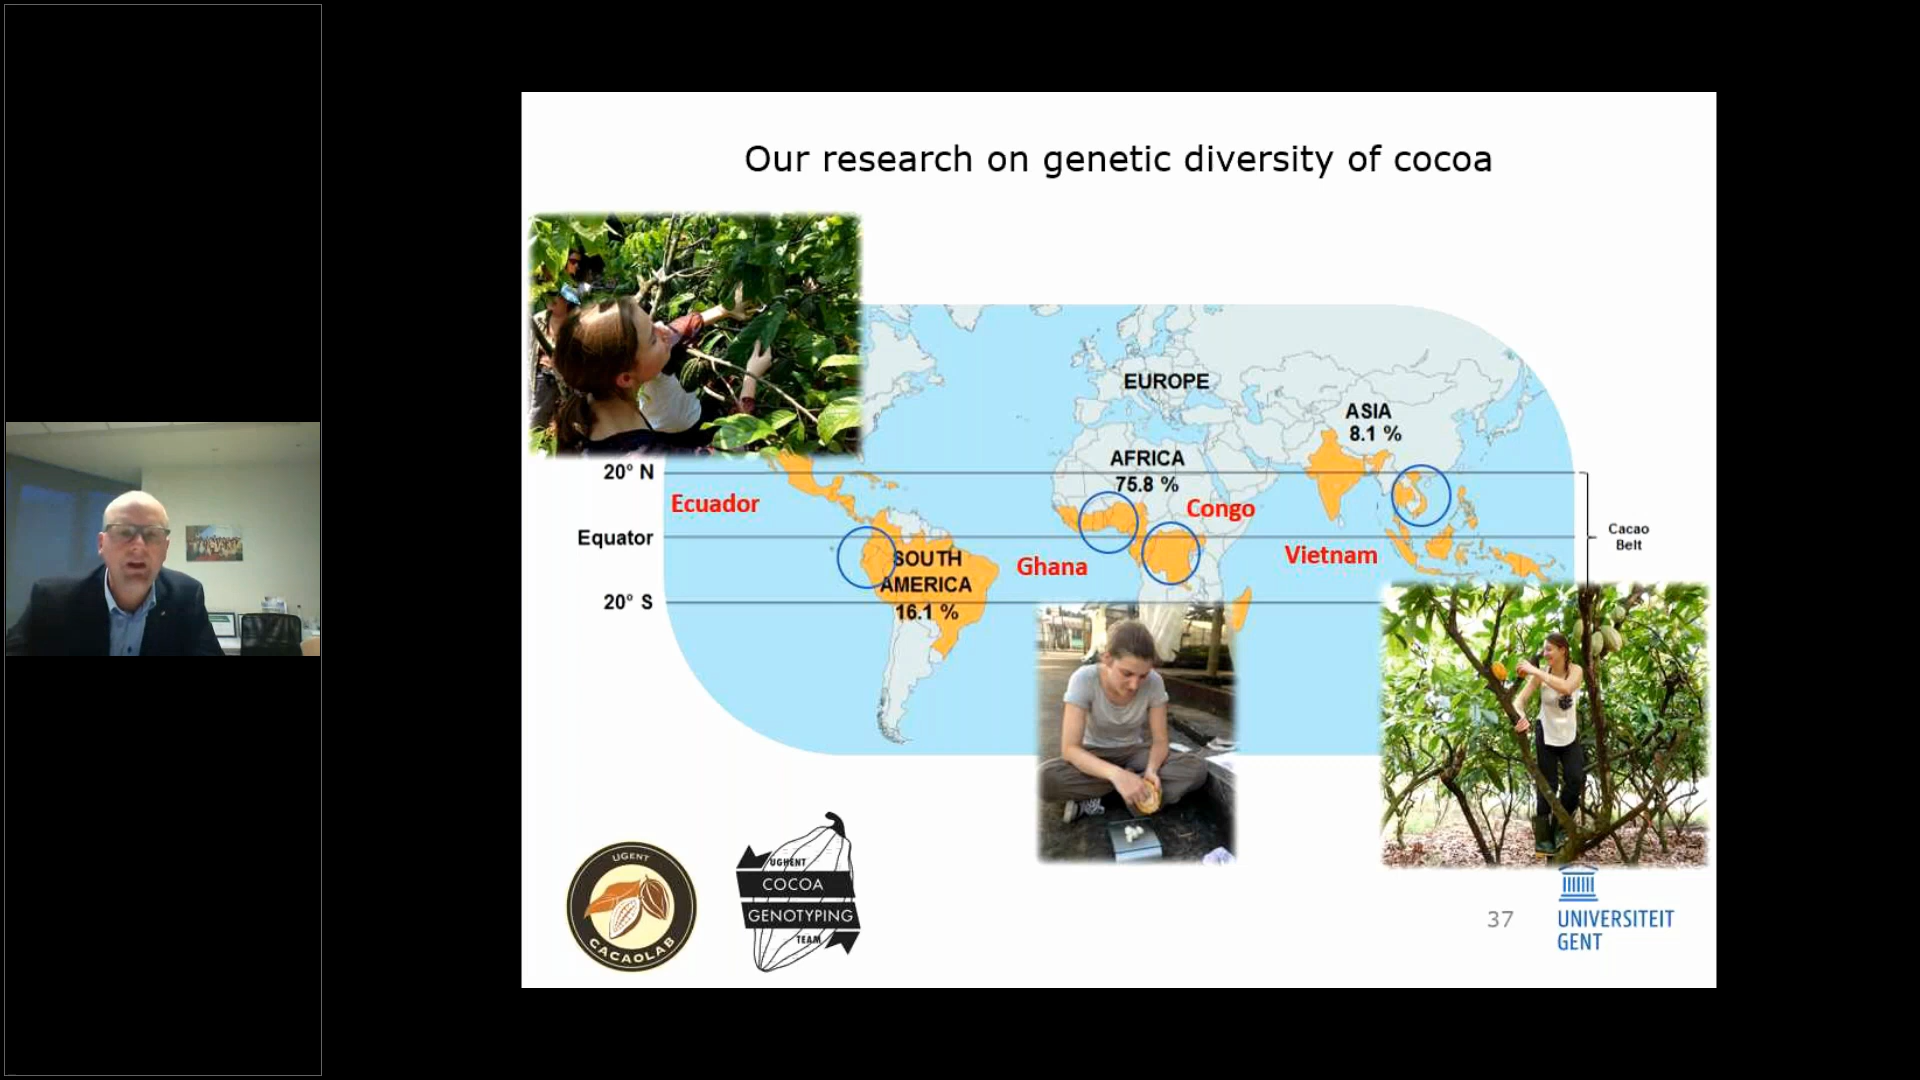 Our research on genetic diversity of cocoa
EUROPE
ASIA
8.1 %
AFRICA
75.8 %
20° N
Ecuador
Congo
Equator
Cacao
Belt
SOUTH
AMERICA
16.1 %
Ghana
Vietnam
20° S
UGENT
CACAOLAB
UGHENT
COCOA
GENOTYPING
TEAM
37
UNIVERSITEIT
GENT